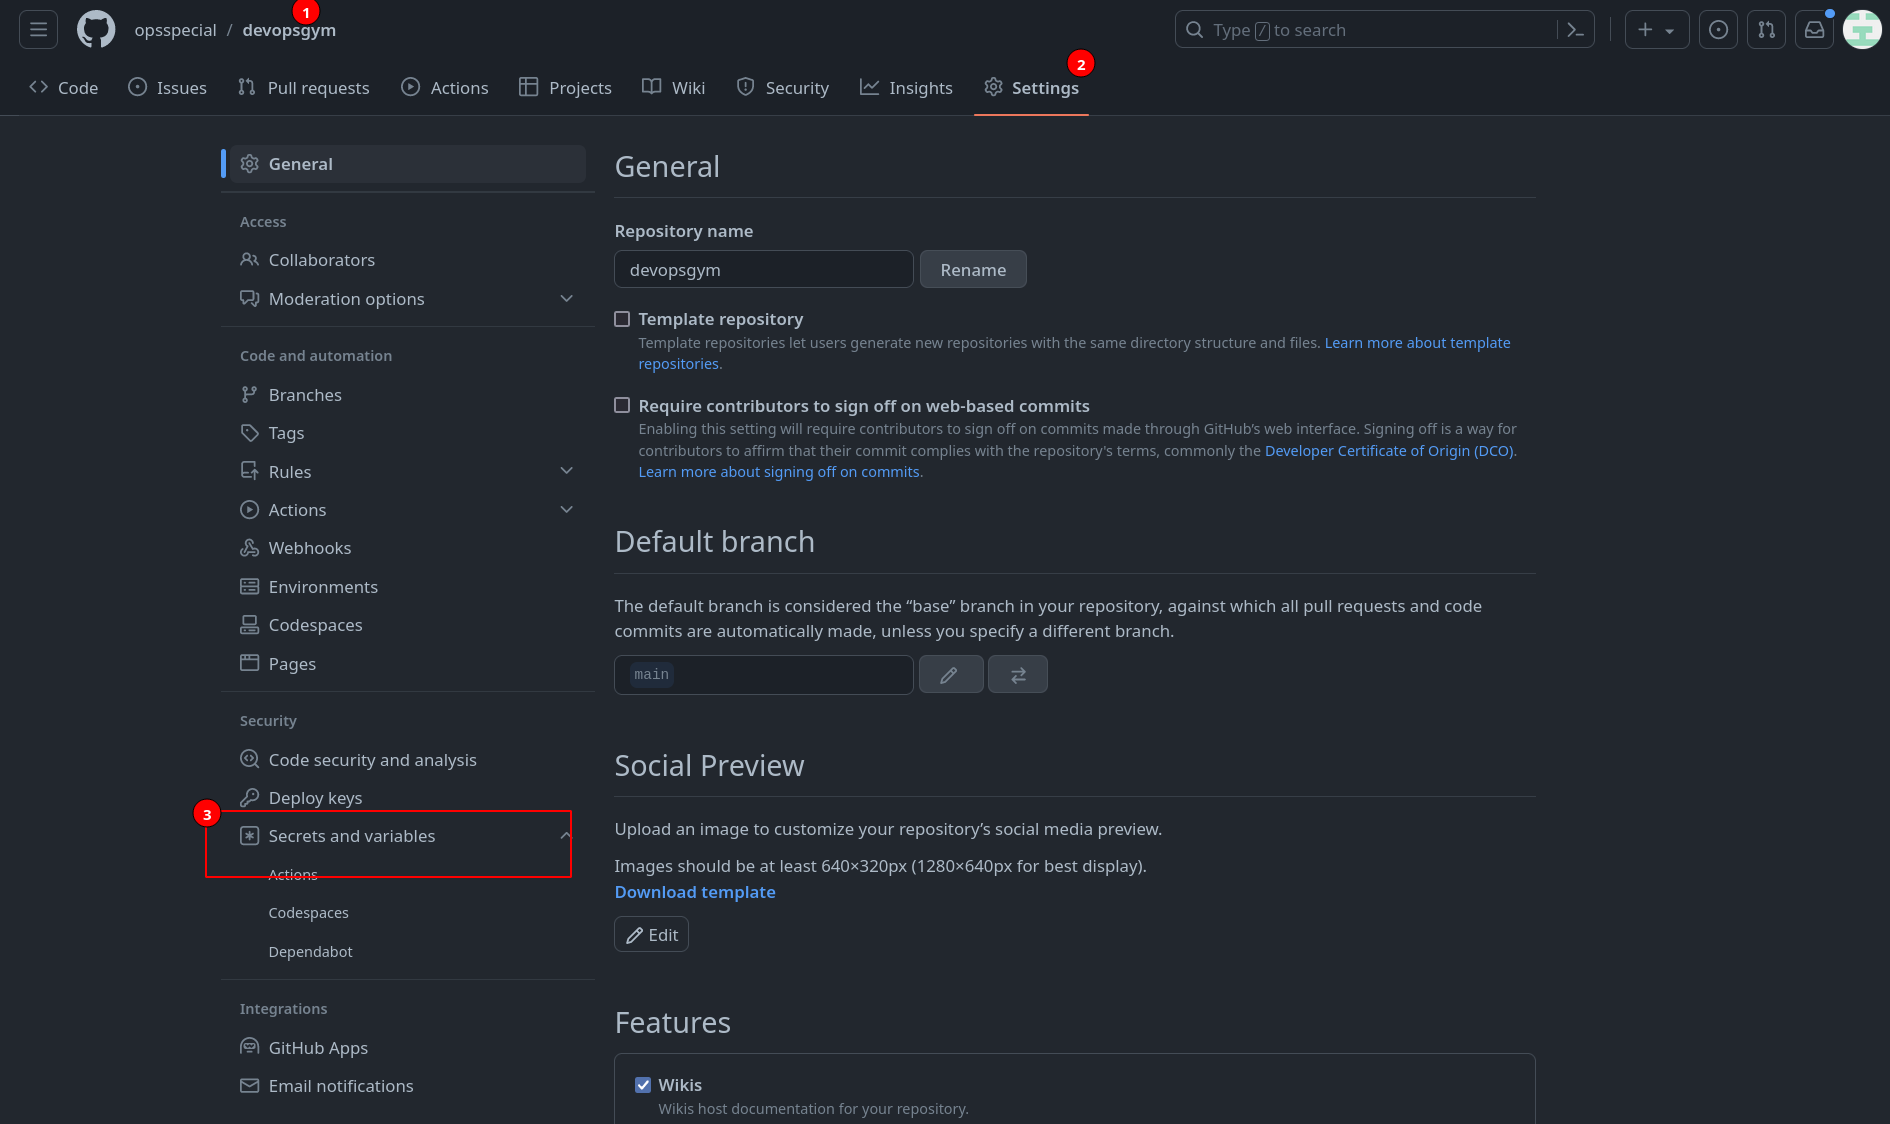 1
opsspecial / devopsgym
Type / to search
2
Code Issues Pull requests Actions Projects Wiki Security Insights Settings
General
Access
Collaborators
Moderation options
Code and automation
Branches
Tags
Rules
Actions
Webhooks
Environments
Codespaces
Pages
Security
Code security and analysis
Deploy keys
3
Secrets and variables
Actions
Codespaces
Dependabot
Integrations
GitHub Apps
Email notifications
General
Repository name
devopsgym Rename
Template repository
Template repositories let users generate new repositories with the same directory structure and files. Learn more about template
repositories.
Require contributors to sign off on web-based commits
Enabling this setting will require contributors to sign off on commits made through GitHub’s web interface. Signing off is a way for
contributors to affirm that their commit complies with the repository's terms, commonly the Developer Certificate of Origin (DCO).
Learn more about signing off on commits.
Default branch
The default branch is considered the “base” branch in your repository, against which all pull requests and code
commits are automatically made, unless you specify a different branch.
main
Social Preview
Upload an image to customize your repository’s social media preview.
Images should be at least 640×320px (1280×640px for best display).
Download template
Edit
Features
Wikis
Wikis host documentation for your repository.